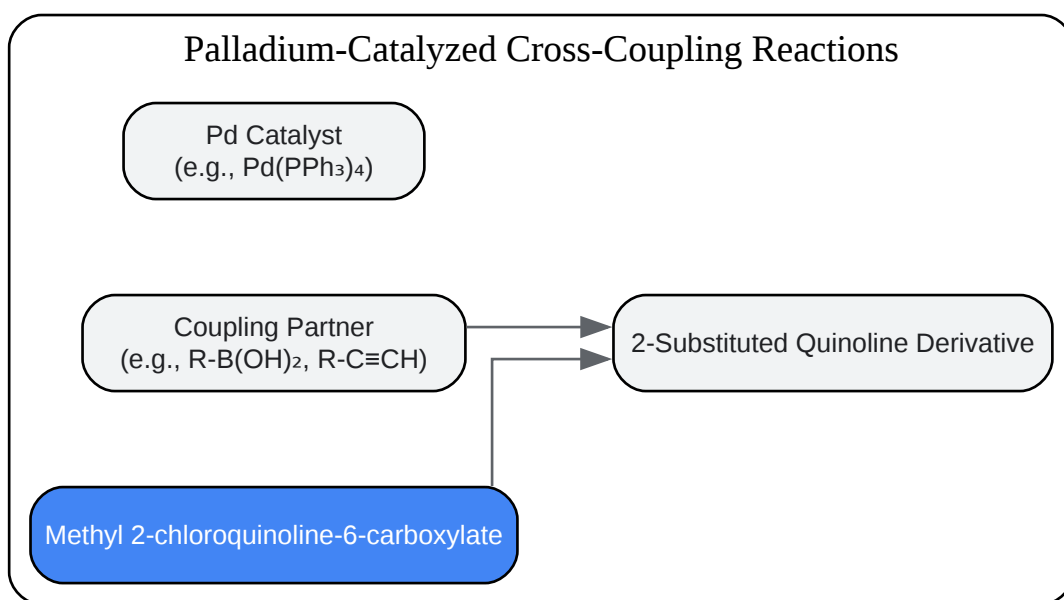 Palladium-Catalyzed Cross-Coupling Reactions
Pd Catalyst
(e.g., Pd(PPh₃)₄)
Coupling Partner
(e.g., R-B(OH)₂, R-C≡CH)
2-Substituted Quinoline Derivative
Methyl 2-chloroquinoline-6-carboxylate